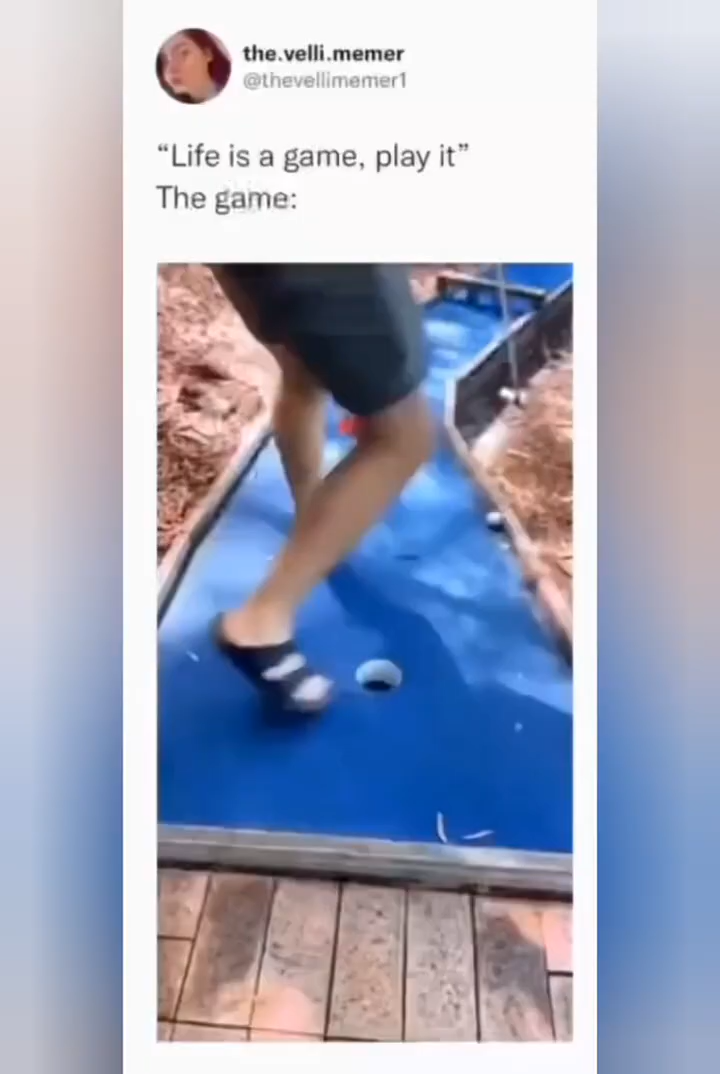 the.velli.memer
@thevellimemer1
“Life is a game, play it”
The game: